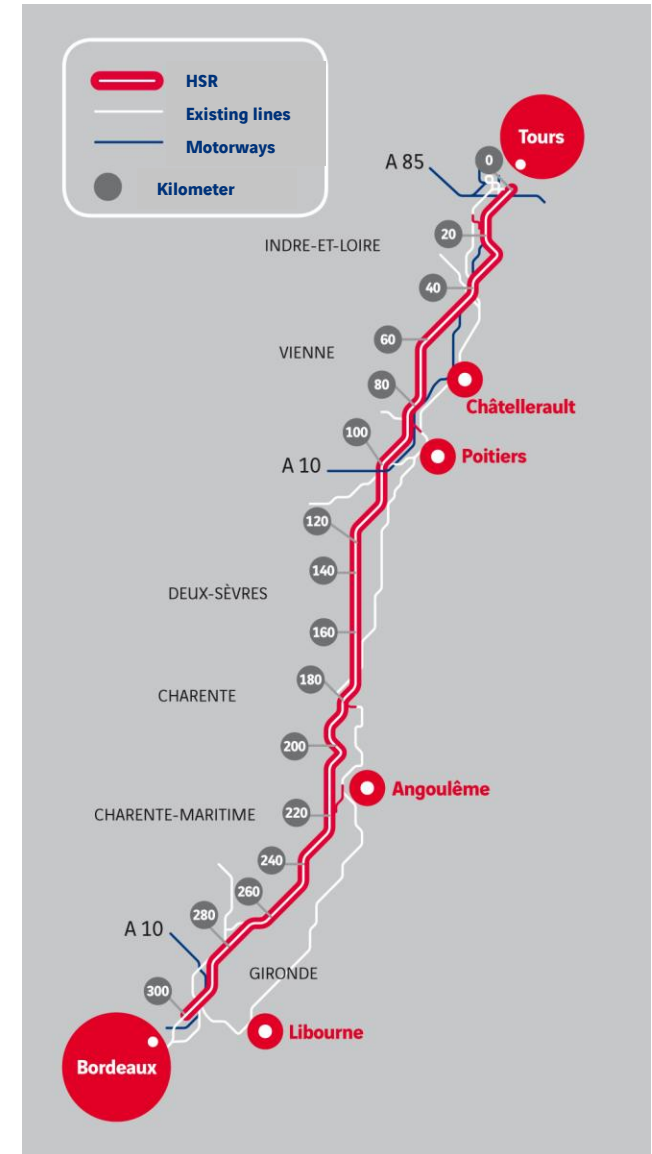 HSR
Existing lines
Motorways
Kilometer
Tours
0
A 85
20
INDRE-ET-LOIRE
40
60
VIENNE
80
Châtellerault
100
Poitiers
A 10
120
140
DEUX-SÈVRES
160
180
CHARENTE
200
Angoulême
220
CHARENTE-MARITIME
240
260
280
A 10
GIRONDE
300
Libourne
Bordeaux